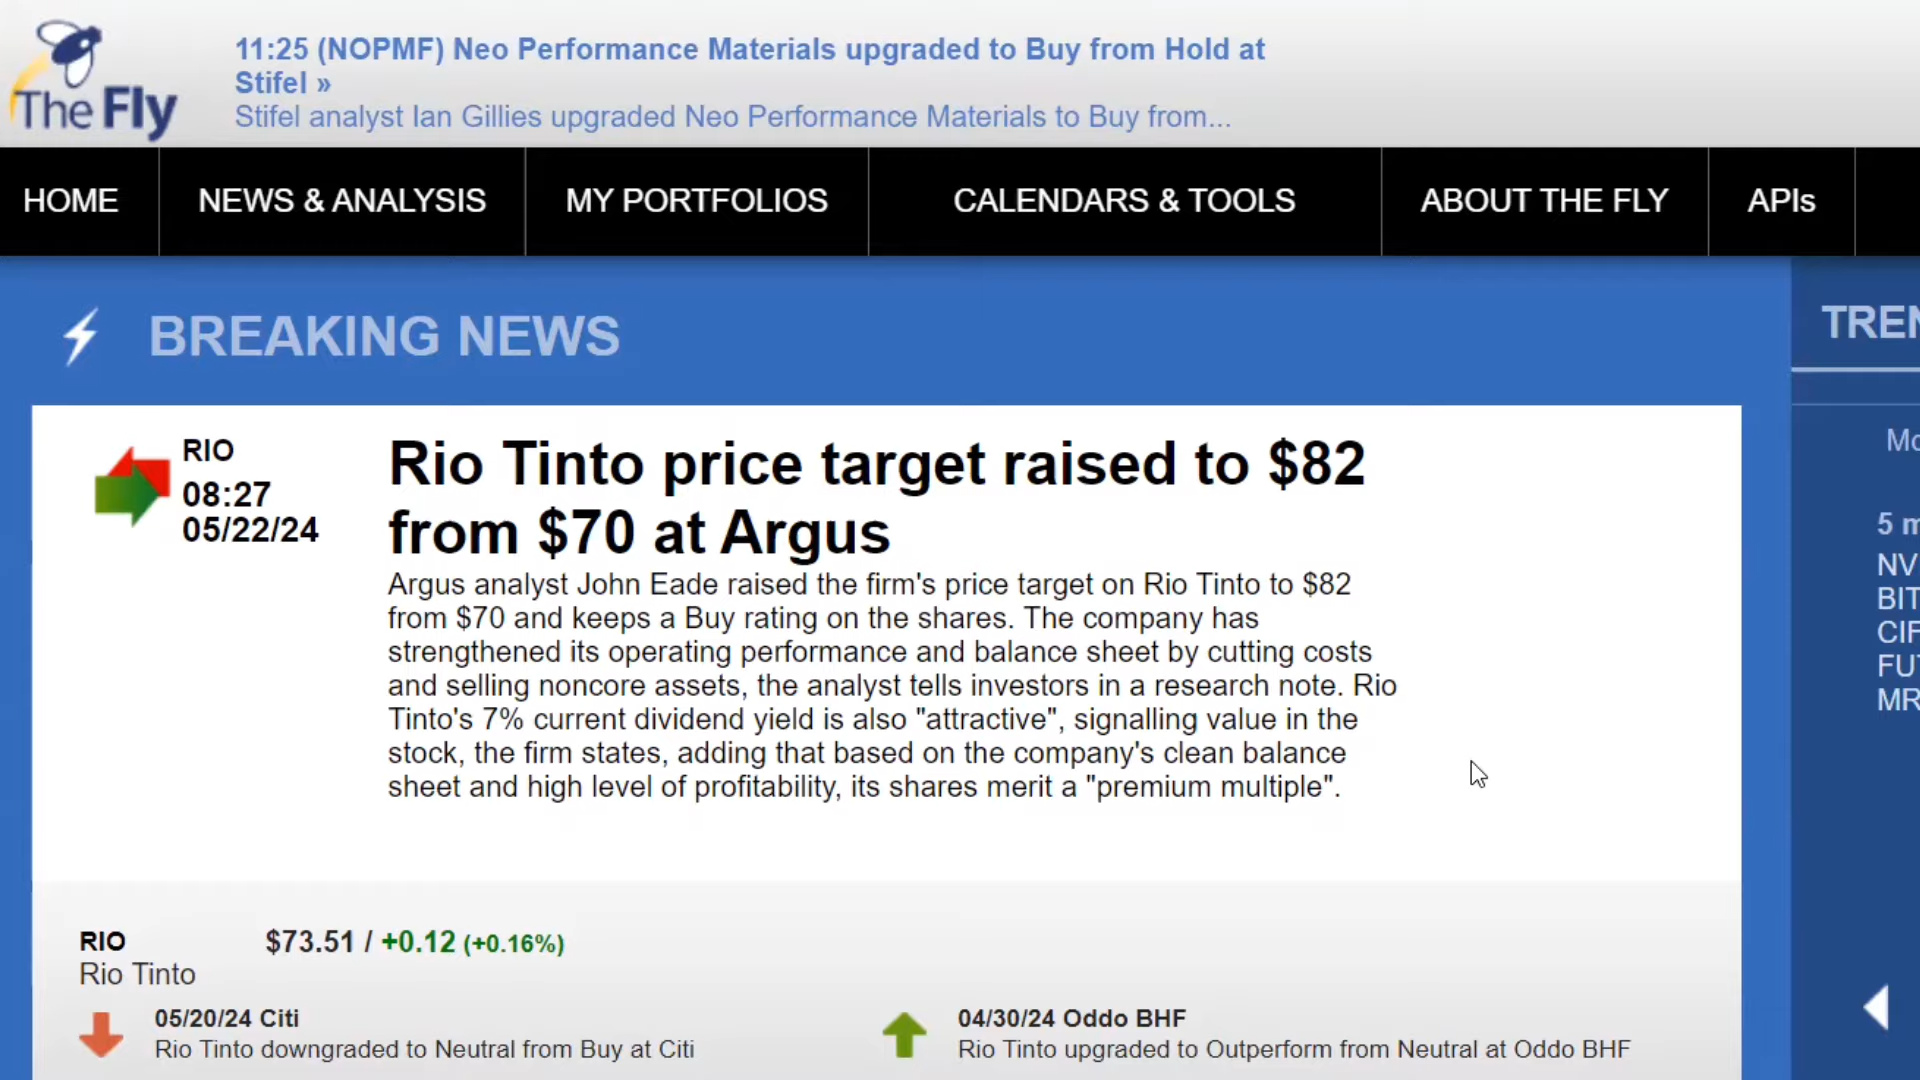 The Fly
11:25 (NOPMF) Neo Performance Materials upgraded to Buy from Hold at
Stifel »
Stifel analyst Ian Gillies upgraded Neo Performance Materials to Buy from...
HOME
NEWS & ANALYSIS
MY PORTFOLIOS
CALENDARS & TOOLS
ABOUT THE FLY
APIs
BREAKING NEWS
RIO
08:27
05/22/24
Rio Tinto price target raised to $82
from $70 at Argus
Argus analyst John Eade raised the firm's price target on Rio Tinto to $82
from $70 and keeps a Buy rating on the shares. The company has
strengthened its operating performance and balance sheet by cutting costs
and selling noncore assets, the analyst tells investors in a research note. Rio
Tinto's 7% current dividend yield is also "attractive", signalling value in the
stock, the firm states, adding that based on the company's clean balance
sheet and high level of profitability, its shares merit a "premium multiple".
RIO
$73.51 / +0.12 (+0.16%)
Rio Tinto
05/20/24 Citi
Rio Tinto downgraded to Neutral from Buy at Citi
04/30/24 Oddo BHF
Rio Tinto upgraded to Outperform from Neutral at Oddo BHF